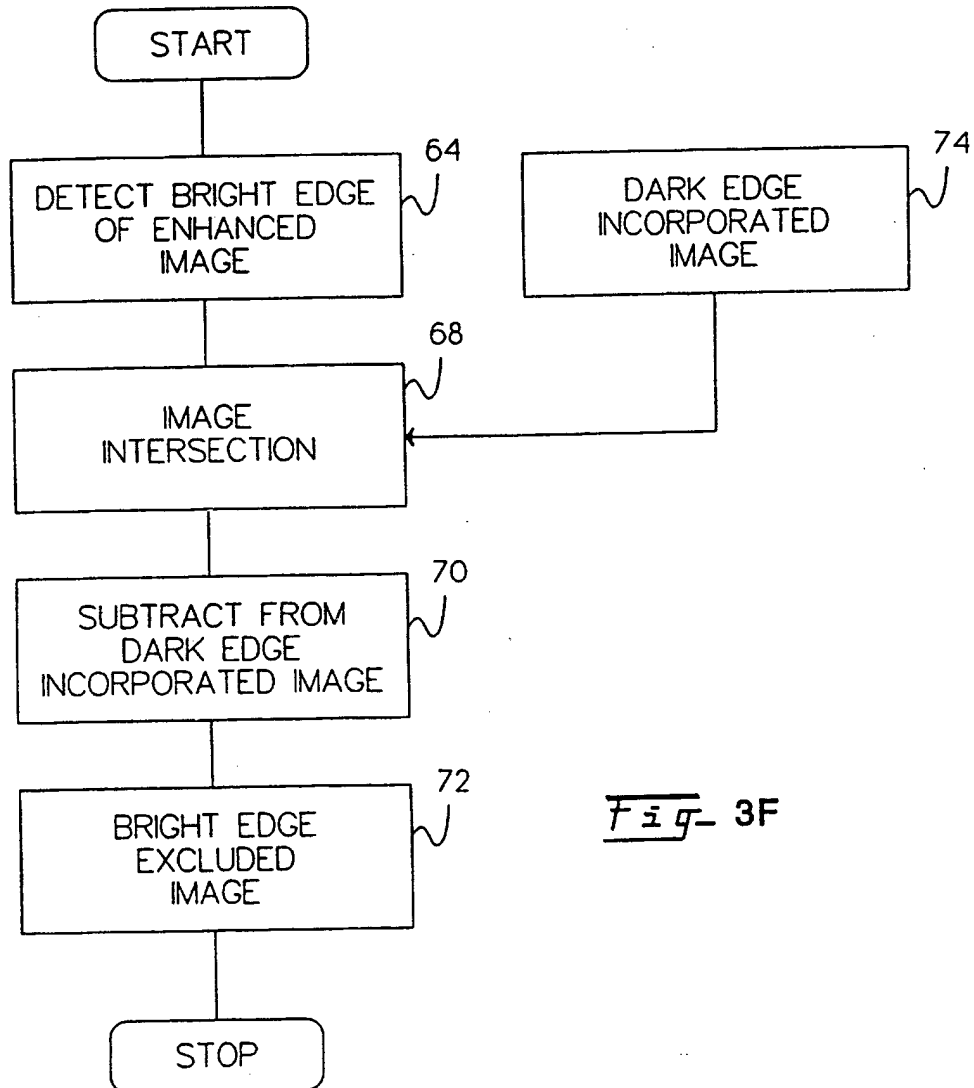 START
64
DETECT BRIGHT EDGE
OF ENHANCED
IMAGE
74
DARK EDGE
INCORPORATED
IMAGE
68
IMAGE
INTERSECTION
70
SUBTRACT FROM
DARK EDGE
INCORPORATED IMAGE
72
BRIGHT EDGE
EXCLUDED
IMAGE
Fig_ 3F
STOP